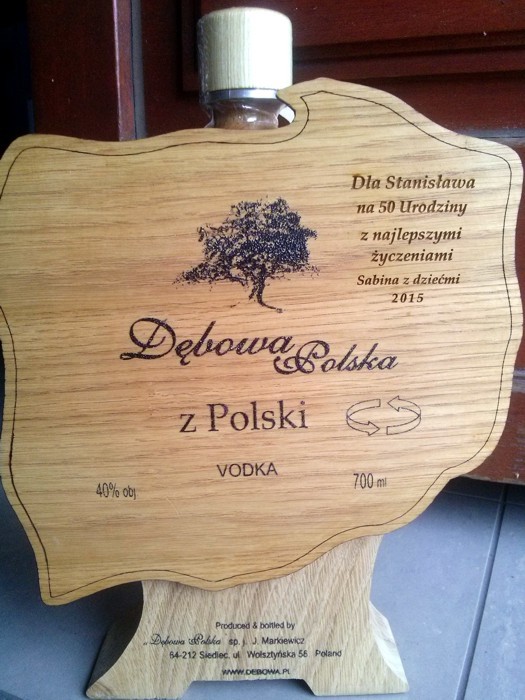 Dla Stanisława
na 50 Urodziny
z najlepszymi
życzeniami
Sabina z dziećmi
2015
Dębowa Polska
z Polski
VODKA
40% obj
700 ml
Produced & bottled by
„Dębowa Polska sp. j. J. Markiewicz
64-212 Siedlec, ul. Wolsztyńska 56 Poland
WWW.DEBOWA.PL